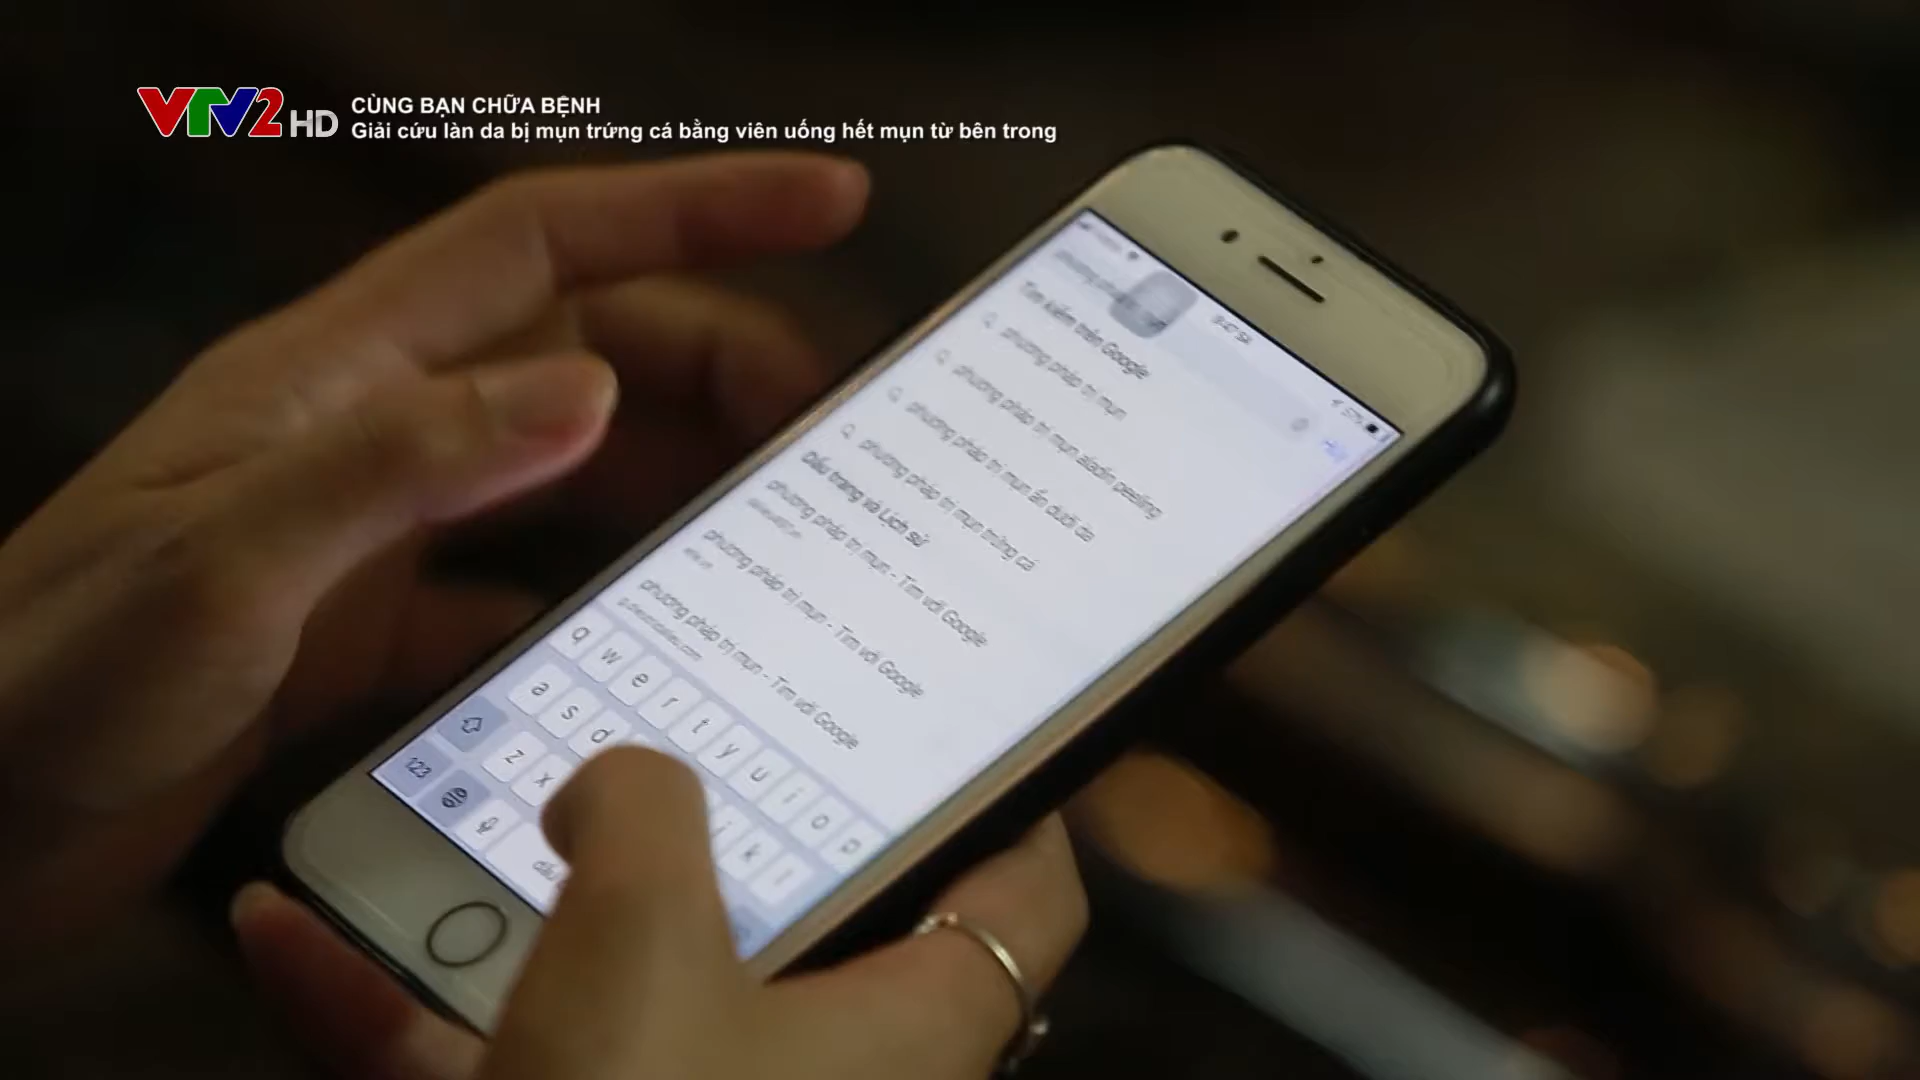 VTV2 HD
CÙNG BẠN CHỮA BỆNH
Giải cứu làn da bị mụn trứng cá bằng viên uống hết mụn từ bên trong
Tìm kiếm trên Google
phương pháp trị mụn
phương pháp trị mụn aladin peeling
phương pháp trị mụn ẩn dưới da
phương pháp trị mụn trứng cá
Dấu trang và Lịch sử
phương pháp trị mụn - Tìm với Google
phương pháp trị mụn - Tìm với Google
phương pháp trị mụn - Tìm với Google
q w e r t y u i o p
a s d j k l
z x
123
dấu